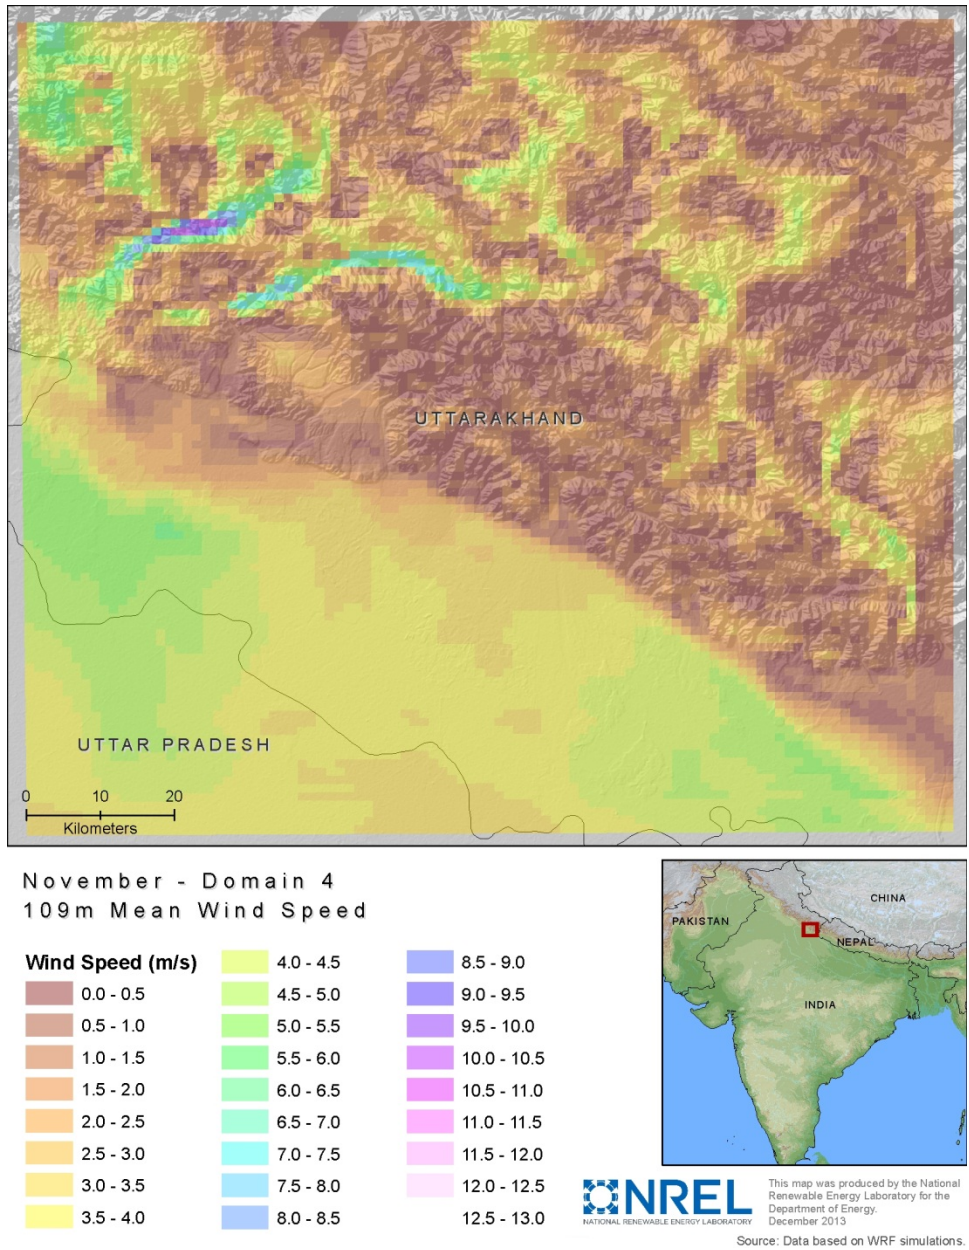 UTTARAKHAND
UTTAR PRADESH
0 10 20
Kilometers
November - Domain 4
109m Mean Wind Speed
Wind Speed (m/s)
0.0 - 0.5
0.5 - 1.0
1.0 - 1.5
1.5 - 2.0
2.0 - 2.5
2.5 - 3.0
3.0 - 3.5
3.5 - 4.0
4.0 - 4.5
4.5 - 5.0
5.0 - 5.5
5.5 - 6.0
6.0 - 6.5
6.5 - 7.0
7.0 - 7.5
7.5 - 8.0
8.0 - 8.5
8.5 - 9.0
9.0 - 9.5
9.5 - 10.0
10.0 - 10.5
10.5 - 11.0
11.0 - 11.5
11.5 - 12.0
12.0 - 12.5
12.5 - 13.0
CHINA
PAKISTAN
NEPAL
INDIA
NREL
NATIONAL RENEWABLE ENERGY LABORATORY
This map was produced by the National
Renewable Energy Laboratory for the
Department of Energy.
December 2013
Source: Data based on WRF simulations.